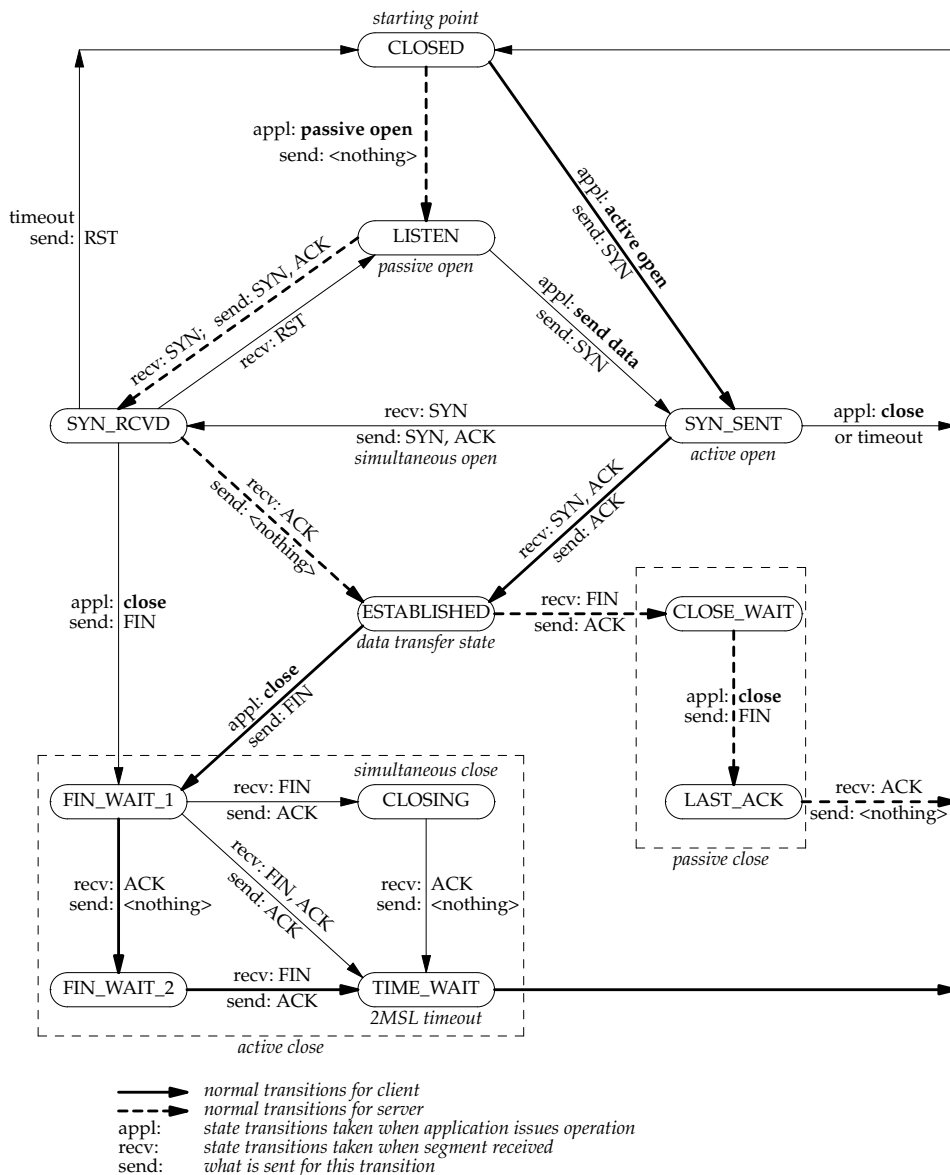 starting point
CLOSED
appl: passive open
send: <nothing>
appl: active open
send: SYN
timeout
send: RST
LISTEN
passive open
recv: SYN; send: SYN, ACK
recv: RST
appl: send data
send: SYN
SYN_RCVD
recv: SYN
send: SYN, ACK
simultaneous open
SYN_SENT
active open
appl: close
or timeout
recv: ACK
send: <nothing>
recv: SYN, ACK
send: ACK
appl: close
send: FIN
ESTABLISHED
data transfer state
recv: FIN
send: ACK
CLOSE_WAIT
appl: close
send: FIN
appl: close
send: FIN
simultaneous close
FIN_WAIT_1
recv: FIN
send: ACK
CLOSING
LAST_ACK
recv: ACK
send: <nothing>
passive close
recv: ACK
send: <nothing>
recv: FIN, ACK
send: ACK
recv: ACK
send: <nothing>
FIN_WAIT_2
recv: FIN
send: ACK
TIME_WAIT
2MSL timeout
active close
normal transitions for client
normal transitions for server
appl: state transitions taken when application issues operation
recv: state transitions taken when segment received
send: what is sent for this transition